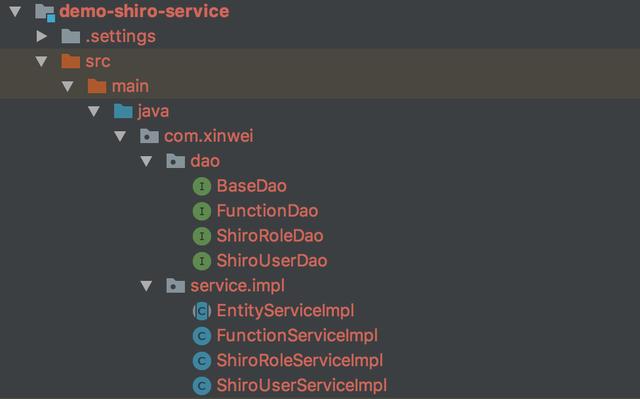 demo-shiro-service
.settings
src
main
java
com.xinwei
dao
I BaseDao
I FunctionDao
I ShiroRoleDao
I ShiroUserDao
service.impl
C EntityServiceImpl
C FunctionServiceImpl
C ShiroRoleServiceImpl
C ShiroUserServiceImpl